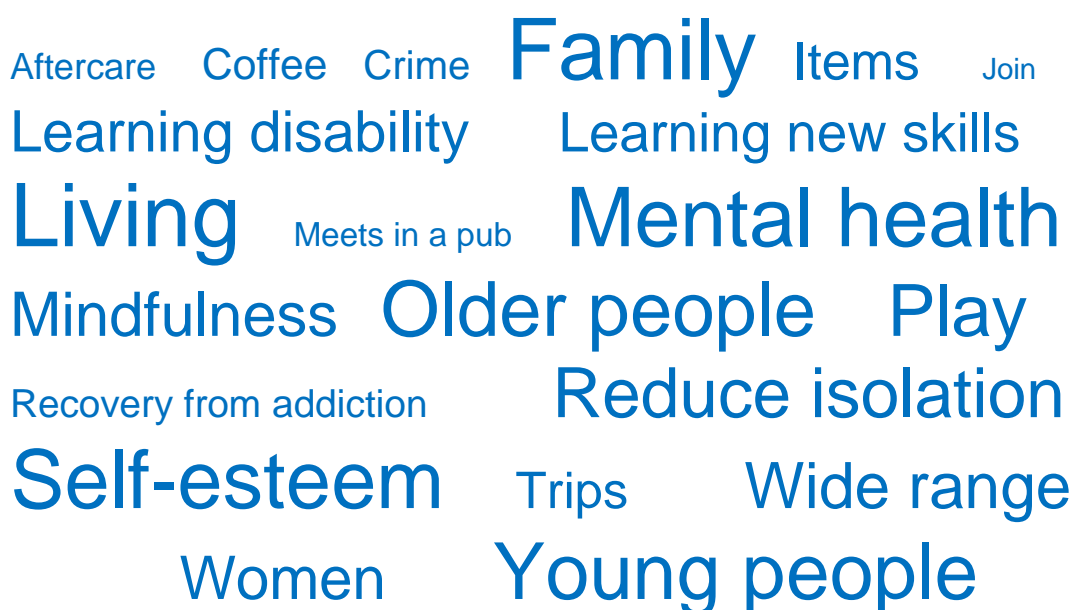 Aftercare Coffee Crime Family Items Join
Learning disability Learning new skills
Living Meets in a pub Mental health
Mindfulness Older people Play
Recovery from addiction Reduce isolation
Self-esteem Trips Wide range
Women Young people